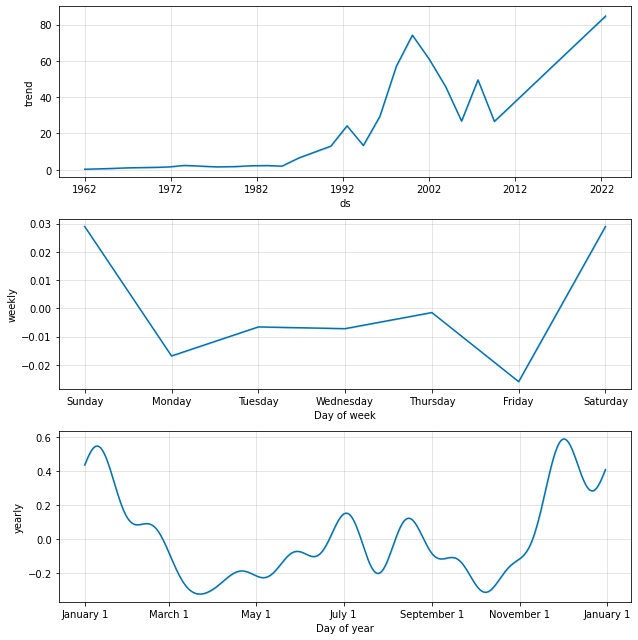 80
60
40
20
0
trend
1962 1972 1982 1992 2002 2012 2022
ds
0.03
0.02
0.01
0.00
−0.01
−0.02
weekly
Sunday Monday Tuesday Wednesday Thursday Friday Saturday
Day of week
0.6
0.4
0.2
0.0
−0.2
yearly
January 1 March 1 May 1 July 1 September 1 November 1 January 1
Day of year